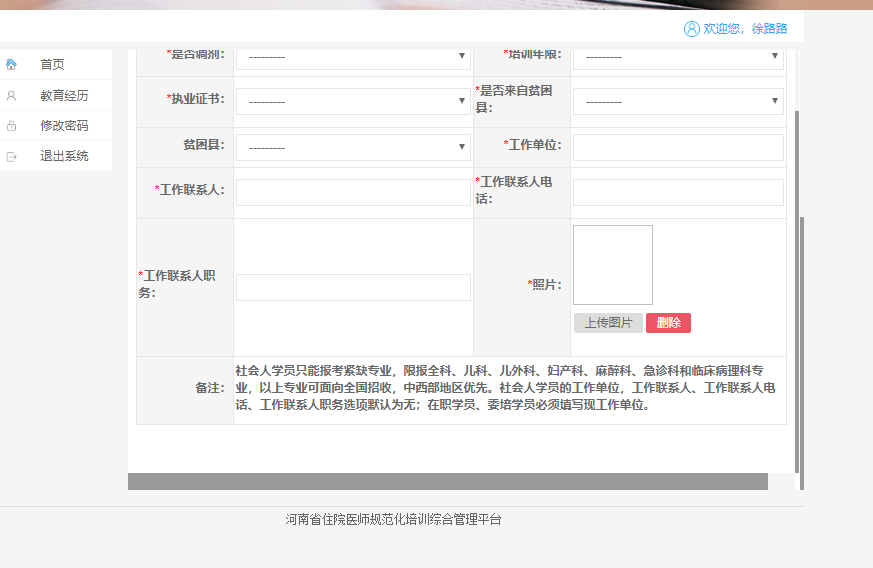 欢迎您，徐路路
首页
教育经历
修改密码
退出系统
*是否调剂： --------- *培训年限： ---------
*执业证书： --------- *是否来自贫困
县： ---------
贫困县： --------- *工作单位：
*工作联系人： *工作联系人电
话：
*工作联系人职
务：
*照片：
上传图片 删除
备注：
社会人学员只能报考紧缺专业，限报全科、儿科、儿外科、妇产科、麻醉科、急诊科和临床病理科专
业，以上专业可面向全国招收，中西部地区优先。社会人学员的工作单位，工作联系人、工作联系人电
话、工作联系人职务选项默认为无；在职学员、委培学员必须填写现工作单位。
河南省住院医师规范化培训综合管理平台